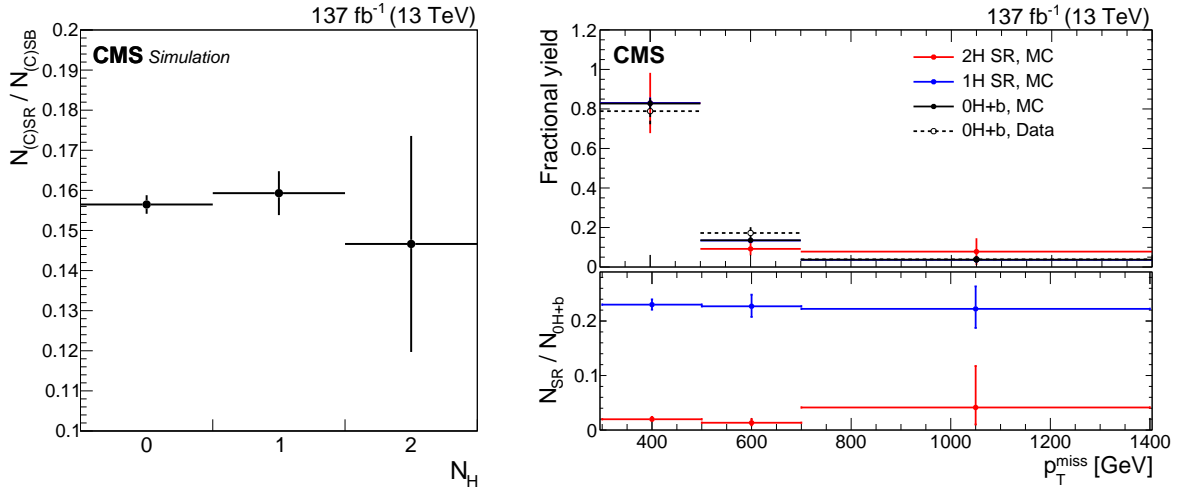 137 fb-1 (13 TeV)
CMS Simulation
N(C)SR / N(C)SB
0.2
0.19
0.18
0.17
0.16
0.15
0.14
0.13
0.12
0.11
0.1
0 1 2
NH
137 fb-1 (13 TeV)
CMS
2H SR, MC
1H SR, MC
0H+b, MC
0H+b, Data
Fractional yield
1.2
1
0.8
0.6
0.4
0.2
0
NSR / N0H+b
0.2
0.1
0
400 600 800 1000 1200 1400
pTmiss [GeV]